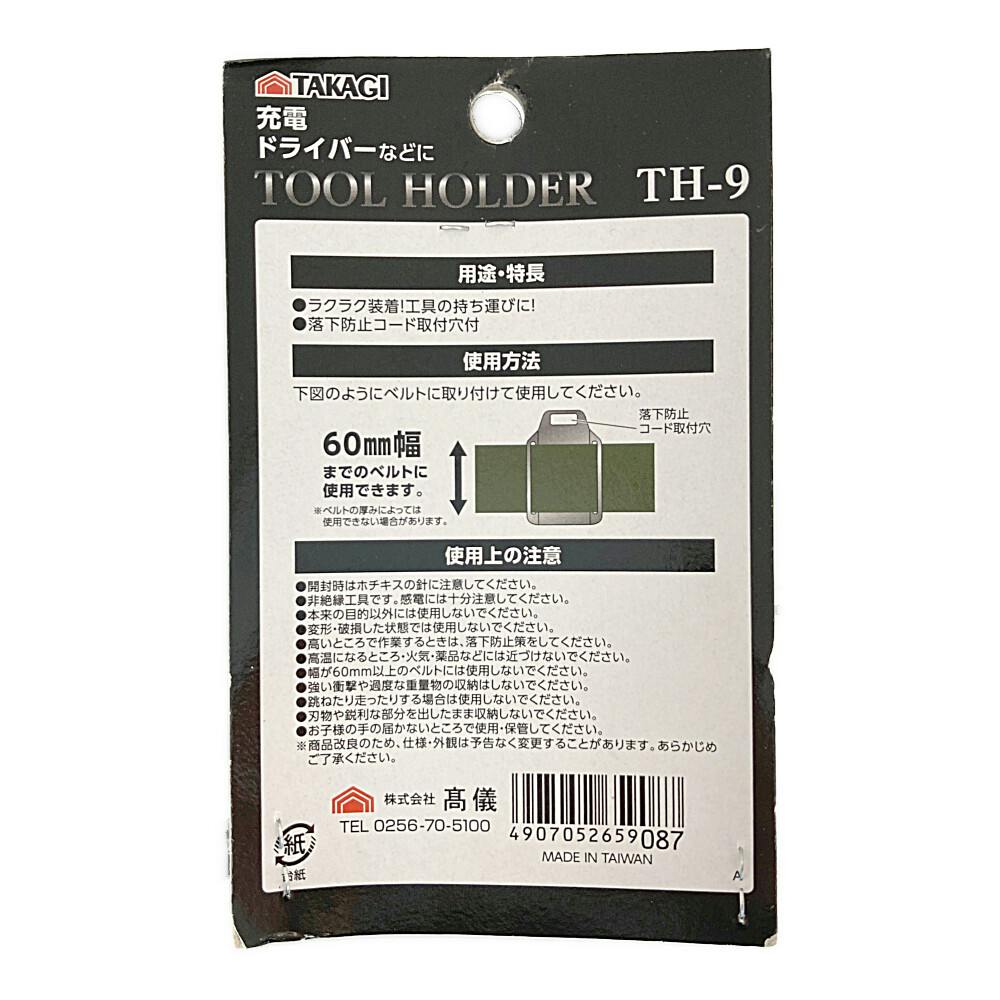 TAKAGI
充電
ドライバーなどに
TOOL HOLDER TH-9
用途・特長
●ラクラク装着!工具の持ち運びに!
●落下防止コード取付穴付
使用方法
下図のようにベルトに取り付けて使用してください。
落下防止
コード取付穴
60mm幅
までのベルトに
使用できます。
※ベルトの厚みによっては
使用できない場合があります。
使用上の注意
●開封時はホチキスの針に注意してください。
●非絶縁工具です。感電には十分注意してください。
●本来の目的以外には使用しないでください。
●変形・破損した状態では使用しないでください。
●高いところで作業するときは、落下防止策をしてください。
●高温になるところ・火気・薬品などには近づけないでください。
●幅が60mm以上のベルトには使用しないでください。
●強い衝撃や過度な重量物の収納はしないでください。
●跳ねたり走ったりする場合は使用しないでください。
●刃物や鋭利な部分を出したまま収納しないでください。
●お子様の手の届かないところで使用・保管してください。
※商品改良のため、仕様・外観は予告なく変更することがあります。あらかじめ
ご了承ください。
株式会社 髙儀
TEL 0256-70-5100
4907052659087
MADE IN TAIWAN
紙
台紙
A